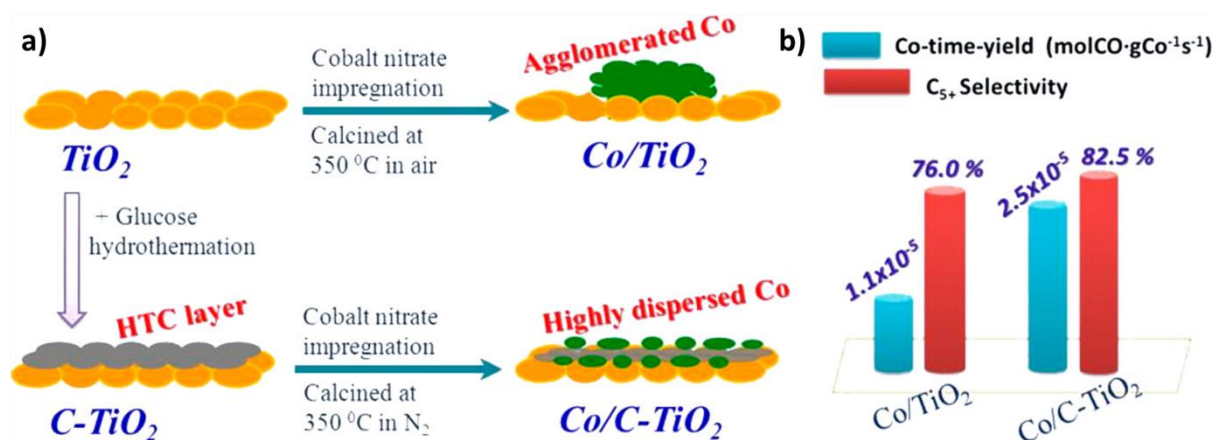 a)
TiO₂
Cobalt nitrate
impregnation
Calcined at
350 ⁰C in air
Agglomerated Co
Co/TiO₂
+ Glucose
hydrothermation
HTC layer
C-TiO₂
Cobalt nitrate
impregnation
Calcined at
350 ⁰C in N₂
Highly dispersed Co
Co/C-TiO₂
b)
Co-time-yield (molCO·gCo⁻¹s⁻¹)
C₅₊ Selectivity
1.1x10⁻⁵
76.0 %
2.5x10⁻⁵
82.5 %
Co/TiO₂
Co/C-TiO₂